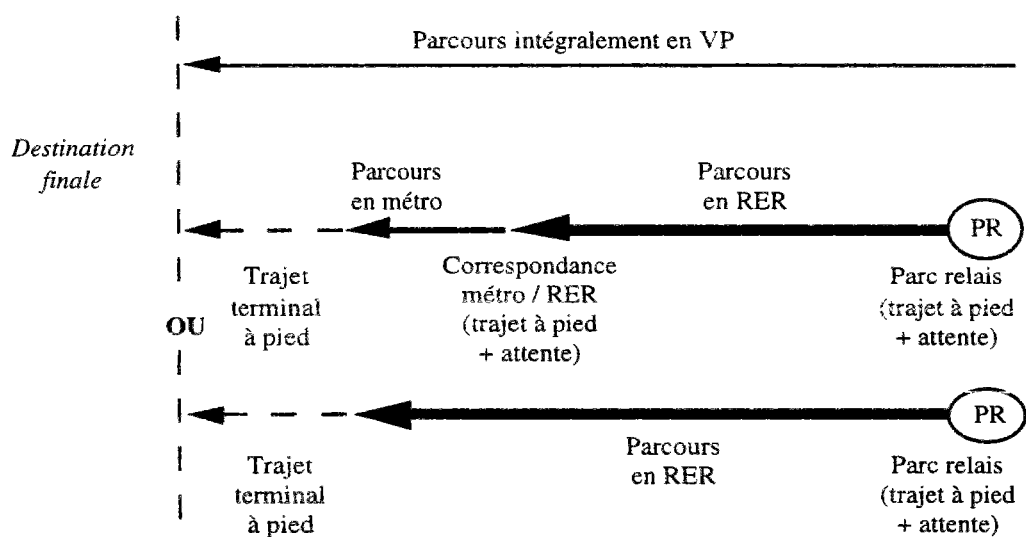 Parcours intégralement en VP
Destination
finale
Parcours
en métro
Parcours
en RER
PR
Trajet
terminal
à pied
Correspondance
métro / RER
(trajet à pied
+ attente)
Parc relais
(trajet à pied
+ attente)
OU
PR
Trajet
terminal
à pied
Parcours
en RER
Parc relais
(trajet à pied
+ attente)